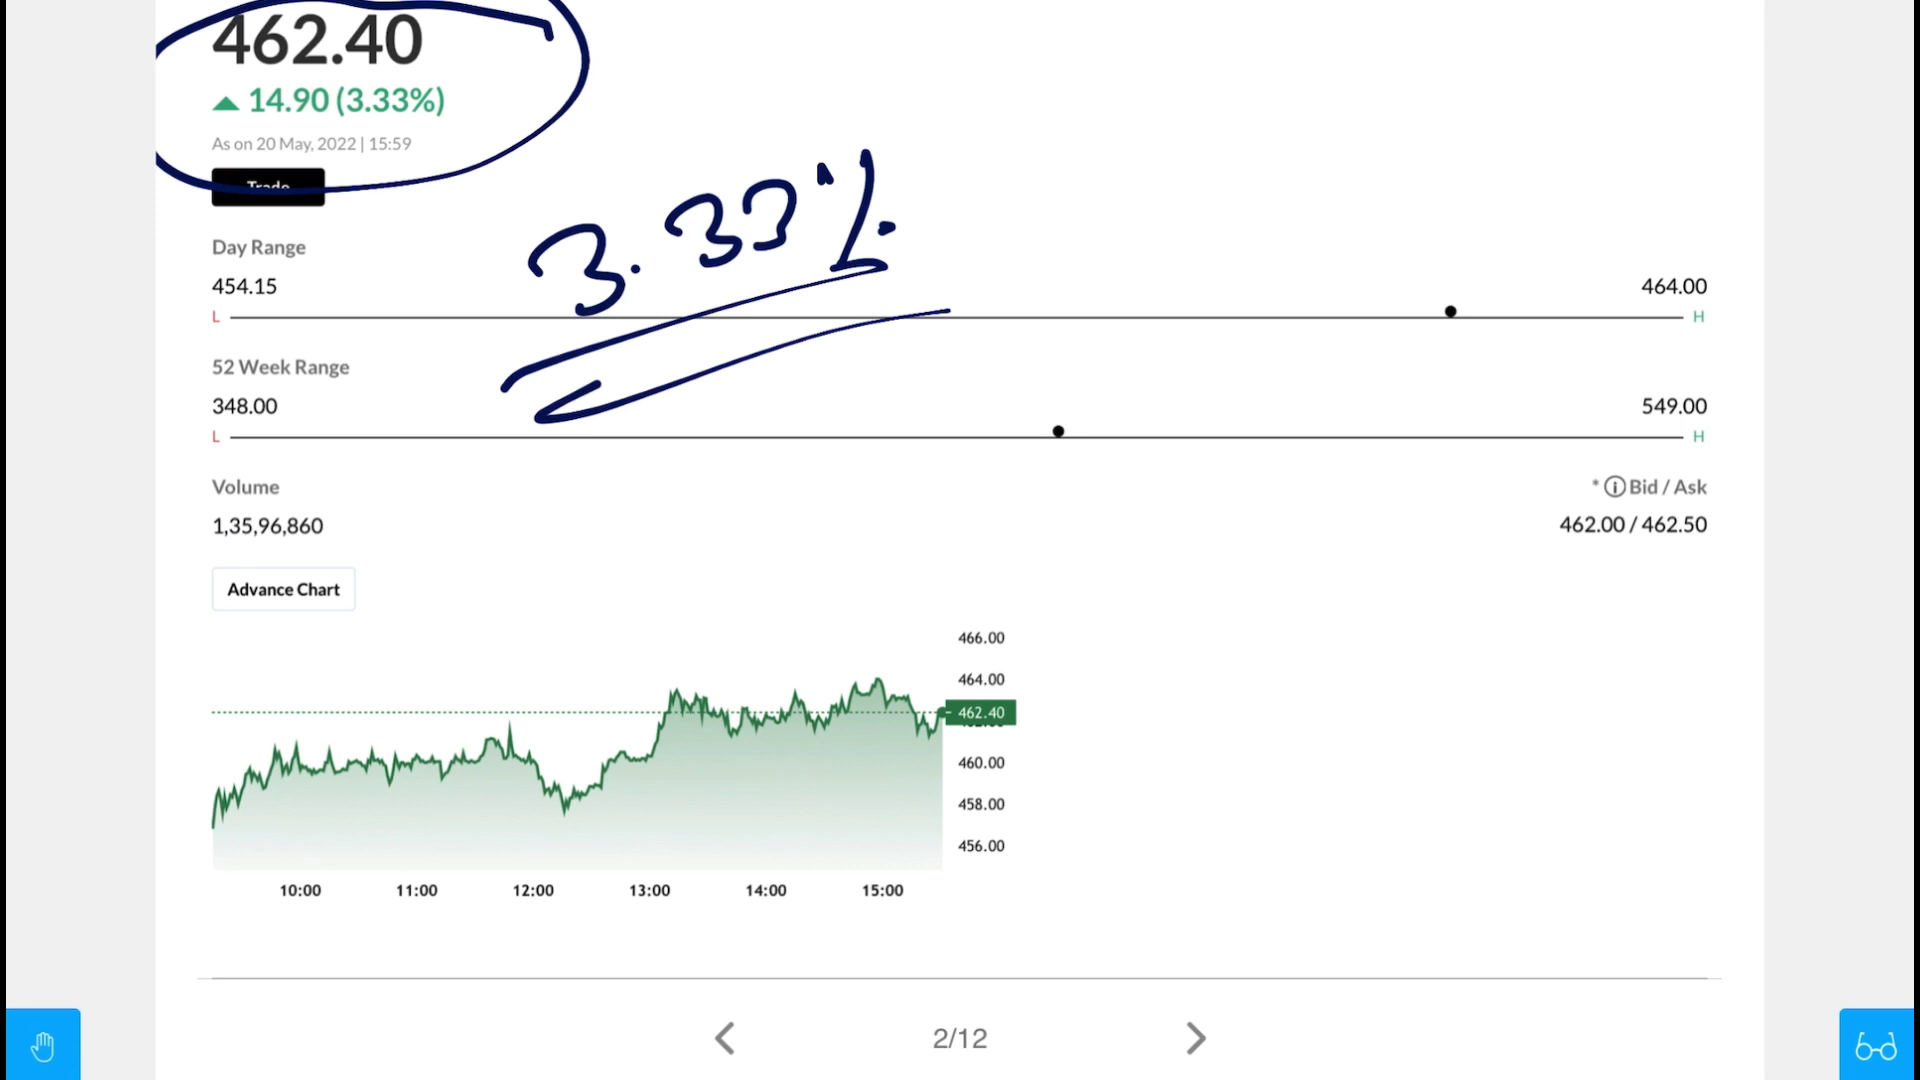 462.40
14.90 (3.33%)
As on 20 May, 2022 | 15:59
Trade
3.33%
Day Range
454.15 464.00
L H
52 Week Range
348.00 549.00
L H
Volume * Bid / Ask
1,35,96,860 462.00 / 462.50
Advance Chart
466.00
464.00
462.40
460.00
458.00
456.00
10:00 11:00 12:00 13:00 14:00 15:00
2/12